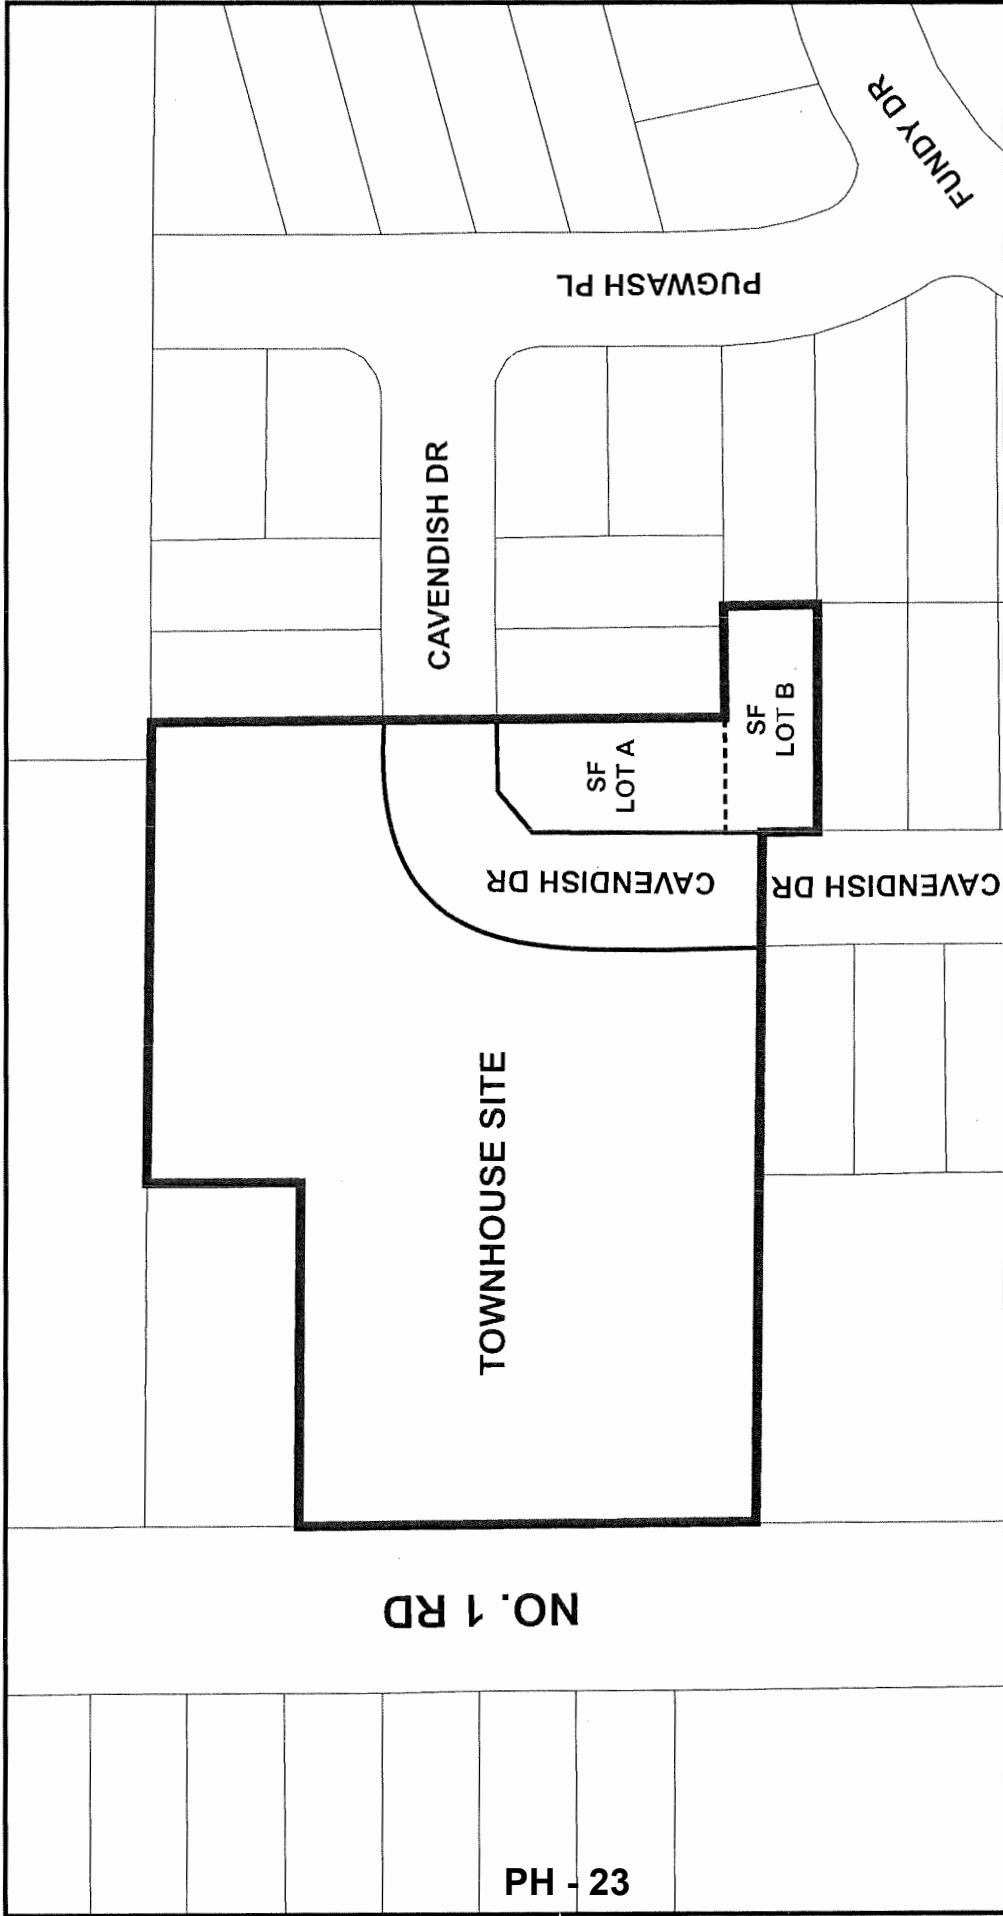 FUNDY DR
PUGWASH PL
CAVENDISH DR
SF
LOT A
SF
LOT B
CAVENDISH DR
CAVENDISH DR
TOWNHOUSE SITE
NO. 1 RD
PH - 23